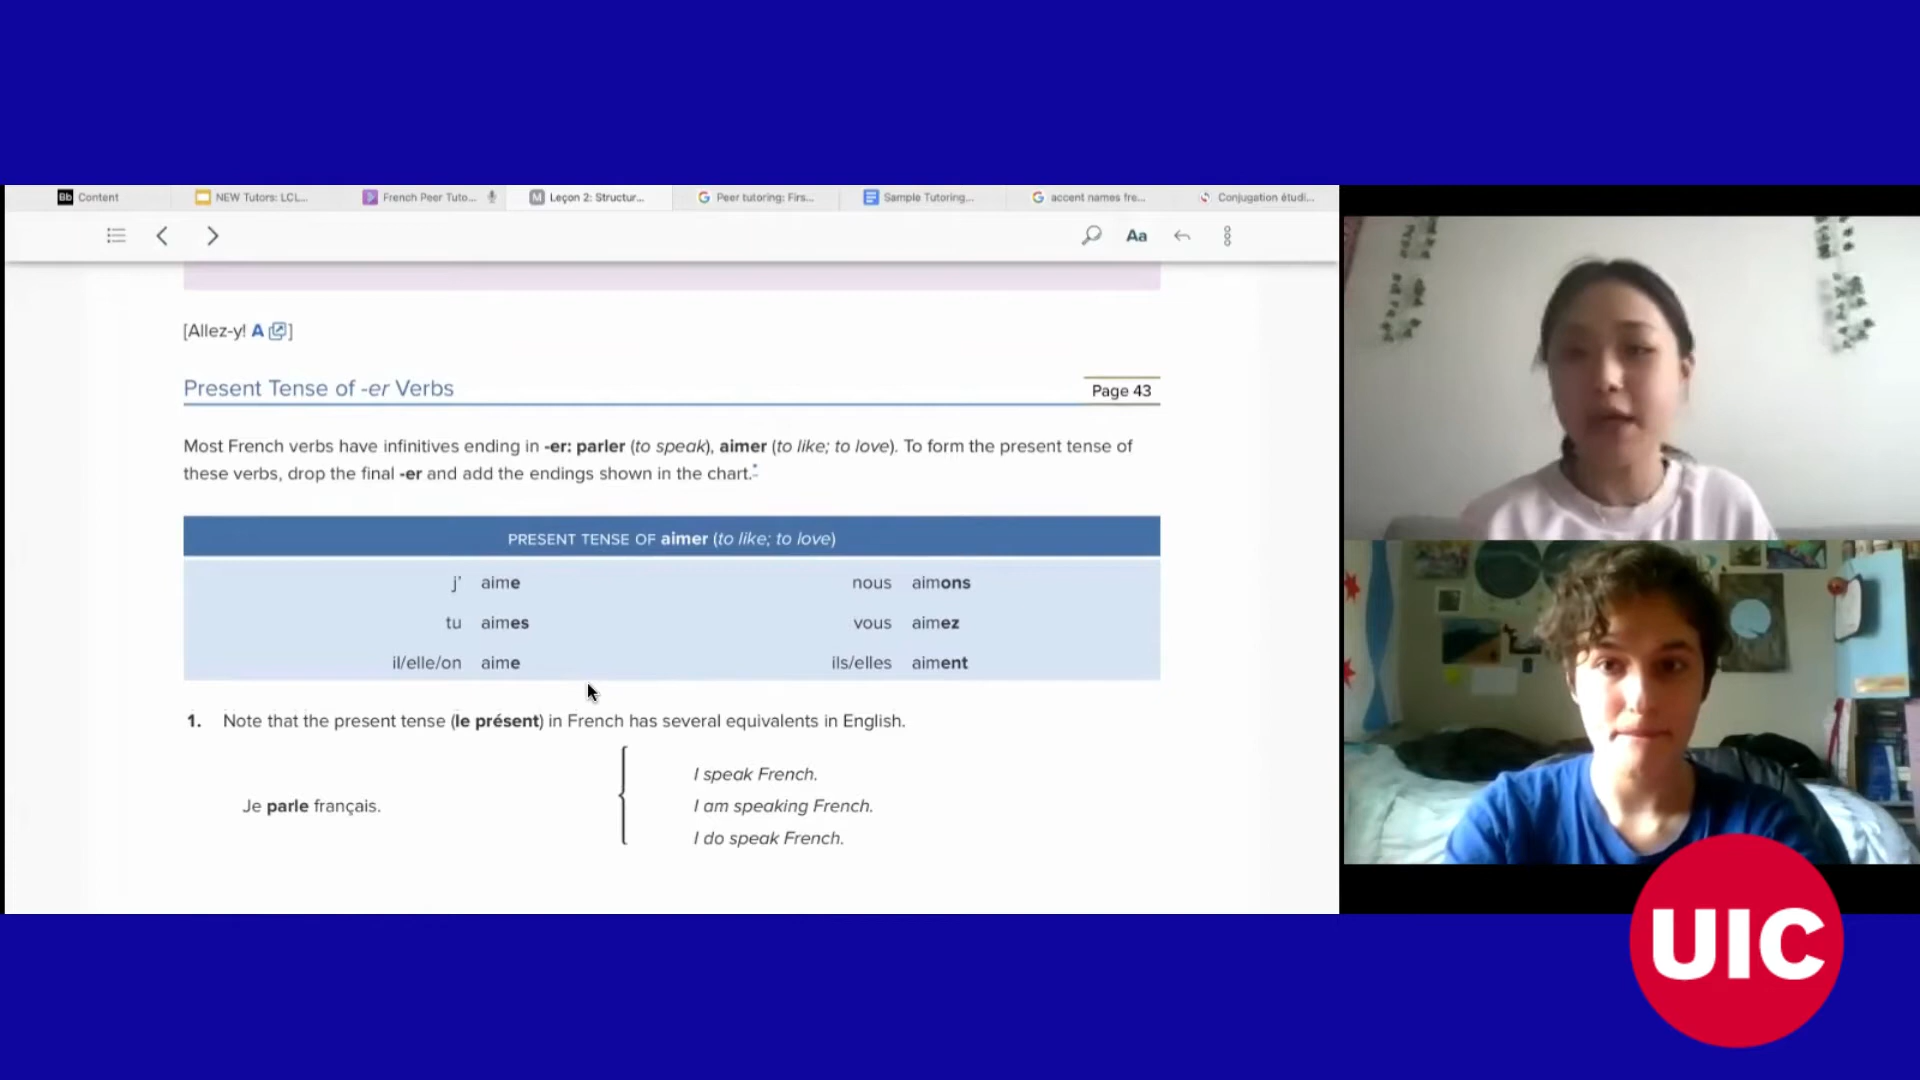 Content
NEW Tutors: LCL...
French Peer Tuto...
Leçon 2: Structur...
Peer tutoring: Firs...
Sample Tutoring...
accent names fre...
Conjugation étudi...
Aa
[Allez-y! A]
Present Tense of -er Verbs
Page 43
Most French verbs have infinitives ending in -er: parler (to speak), aimer (to like; to love). To form the present tense of
these verbs, drop the final -er and add the endings shown in the chart.*
PRESENT TENSE OF aimer (to like; to love)
j' aime nous aimons
tu aimes vous aimez
il/elle/on aime ils/elles aiment
1. Note that the present tense (le présent) in French has several equivalents in English.
I speak French.
Je parle français. I am speaking French.
I do speak French.
UIC